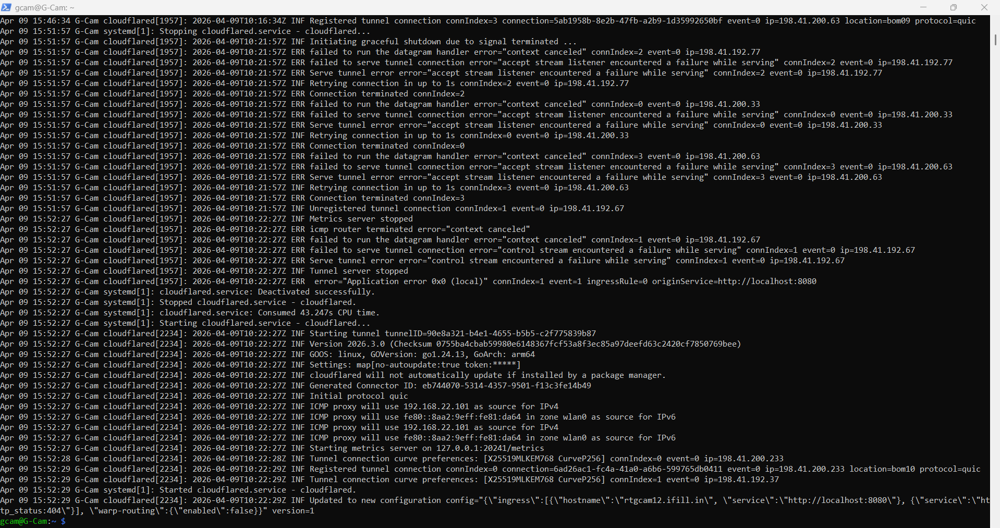 gcam@G-Cam: ~
Apr 09 15:46:34 G-Cam cloudflared[1957]: 2026-04-09T10:16:34Z INF Registered tunnel connection connIndex=3 connection=5ab1958b-8e2b-47fb-a2b9-1d35992650bf event=0 ip=198.41.200.63 location=bom09 protocol=quic
Apr 09 15:51:57 G-Cam systemd[1]: Stopping cloudflared.service - cloudflared...
Apr 09 15:51:57 G-Cam cloudflared[1957]: 2026-04-09T10:21:57Z INF Initiating graceful shutdown due to signal terminated ...
Apr 09 15:51:57 G-Cam cloudflared[1957]: 2026-04-09T10:21:57Z ERR failed to run the datagram handler error="context canceled" connIndex=2 event=0 ip=198.41.192.77
Apr 09 15:51:57 G-Cam cloudflared[1957]: 2026-04-09T10:21:57Z ERR failed to serve tunnel connection error="accept stream listener encountered a failure while serving" connIndex=2 event=0 ip=198.41.192.77
Apr 09 15:51:57 G-Cam cloudflared[1957]: 2026-04-09T10:21:57Z ERR Serve tunnel error error="accept stream listener encountered a failure while serving" connIndex=2 event=0 ip=198.41.192.77
Apr 09 15:51:57 G-Cam cloudflared[1957]: 2026-04-09T10:21:57Z INF Retrying connection in up to 1s connIndex=2 event=0 ip=198.41.192.77
Apr 09 15:51:57 G-Cam cloudflared[1957]: 2026-04-09T10:21:57Z ERR Connection terminated connIndex=2
Apr 09 15:51:57 G-Cam cloudflared[1957]: 2026-04-09T10:21:57Z ERR failed to run the datagram handler error="context canceled" connIndex=0 event=0 ip=198.41.200.33
Apr 09 15:51:57 G-Cam cloudflared[1957]: 2026-04-09T10:21:57Z ERR failed to serve tunnel connection error="accept stream listener encountered a failure while serving" connIndex=0 event=0 ip=198.41.200.33
Apr 09 15:51:57 G-Cam cloudflared[1957]: 2026-04-09T10:21:57Z ERR Serve tunnel error error="accept stream listener encountered a failure while serving" connIndex=0 event=0 ip=198.41.200.33
Apr 09 15:51:57 G-Cam cloudflared[1957]: 2026-04-09T10:21:57Z INF Retrying connection in up to 1s connIndex=0 event=0 ip=198.41.200.33
Apr 09 15:51:57 G-Cam cloudflared[1957]: 2026-04-09T10:21:57Z ERR Connection terminated connIndex=0
Apr 09 15:51:57 G-Cam cloudflared[1957]: 2026-04-09T10:21:57Z ERR failed to run the datagram handler error="context canceled" connIndex=3 event=0 ip=198.41.200.63
Apr 09 15:51:57 G-Cam cloudflared[1957]: 2026-04-09T10:21:57Z ERR failed to serve tunnel connection error="accept stream listener encountered a failure while serving" connIndex=3 event=0 ip=198.41.200.63
Apr 09 15:51:57 G-Cam cloudflared[1957]: 2026-04-09T10:21:57Z ERR Serve tunnel error error="accept stream listener encountered a failure while serving" connIndex=3 event=0 ip=198.41.200.63
Apr 09 15:51:57 G-Cam cloudflared[1957]: 2026-04-09T10:21:57Z INF Retrying connection in up to 1s connIndex=3 event=0 ip=198.41.200.63
Apr 09 15:51:57 G-Cam cloudflared[1957]: 2026-04-09T10:21:57Z ERR Connection terminated connIndex=3
Apr 09 15:51:57 G-Cam cloudflared[1957]: 2026-04-09T10:21:57Z INF Unregistered tunnel connection connIndex=1 event=0 ip=198.41.192.67
Apr 09 15:52:27 G-Cam cloudflared[1957]: 2026-04-09T10:22:27Z INF Metrics server stopped
Apr 09 15:52:27 G-Cam cloudflared[1957]: 2026-04-09T10:22:27Z ERR icmp router terminated error="context canceled"
Apr 09 15:52:27 G-Cam cloudflared[1957]: 2026-04-09T10:22:27Z ERR failed to run the datagram handler error="context canceled" connIndex=1 event=0 ip=198.41.192.67
Apr 09 15:52:27 G-Cam cloudflared[1957]: 2026-04-09T10:22:27Z ERR failed to serve tunnel connection error="control stream encountered a failure while serving" connIndex=1 event=0 ip=198.41.192.67
Apr 09 15:52:27 G-Cam cloudflared[1957]: 2026-04-09T10:22:27Z ERR Serve tunnel error error="control stream encountered a failure while serving" connIndex=1 event=0 ip=198.41.192.67
Apr 09 15:52:27 G-Cam cloudflared[1957]: 2026-04-09T10:22:27Z INF Tunnel server stopped
Apr 09 15:52:27 G-Cam cloudflared[1957]: 2026-04-09T10:22:27Z ERR  error="Application error 0x0 (local)" connIndex=1 event=1 ingressRule=0 originService=http://localhost:8080
Apr 09 15:52:27 G-Cam systemd[1]: cloudflared.service: Deactivated successfully.
Apr 09 15:52:27 G-Cam systemd[1]: Stopped cloudflared.service - cloudflared.
Apr 09 15:52:27 G-Cam systemd[1]: cloudflared.service: Consumed 43.247s CPU time.
Apr 09 15:52:27 G-Cam systemd[1]: Starting cloudflared.service - cloudflared...
Apr 09 15:52:27 G-Cam cloudflared[2234]: 2026-04-09T10:22:27Z INF Starting tunnel tunnelID=90e8a321-b4e1-4655-b5b5-c2f775839b87
Apr 09 15:52:27 G-Cam cloudflared[2234]: 2026-04-09T10:22:27Z INF Version 2026.3.0 (Checksum 0755ba4cbab59980e6148367fcf53a8f3ec85a97deefd63c2420cf7850769bee)
Apr 09 15:52:27 G-Cam cloudflared[2234]: 2026-04-09T10:22:27Z INF GOOS: linux, GOVersion: go1.24.13, GoArch: arm64
Apr 09 15:52:27 G-Cam cloudflared[2234]: 2026-04-09T10:22:27Z INF Settings: map[no-autoupdate:true token:*****]
Apr 09 15:52:27 G-Cam cloudflared[2234]: 2026-04-09T10:22:27Z INF cloudflared will not automatically update if installed by a package manager.
Apr 09 15:52:27 G-Cam cloudflared[2234]: 2026-04-09T10:22:27Z INF Generated Connector ID: eb744070-5314-4357-9501-f13c3fe14b49
Apr 09 15:52:27 G-Cam cloudflared[2234]: 2026-04-09T10:22:27Z INF Initial protocol quic
Apr 09 15:52:27 G-Cam cloudflared[2234]: 2026-04-09T10:22:27Z INF ICMP proxy will use 192.168.22.101 as source for IPv4
Apr 09 15:52:27 G-Cam cloudflared[2234]: 2026-04-09T10:22:27Z INF ICMP proxy will use fe80::8aa2:9eff:fe81:da64 in zone wlan0 as source for IPv6
Apr 09 15:52:27 G-Cam cloudflared[2234]: 2026-04-09T10:22:27Z INF ICMP proxy will use 192.168.22.101 as source for IPv4
Apr 09 15:52:27 G-Cam cloudflared[2234]: 2026-04-09T10:22:27Z INF ICMP proxy will use fe80::8aa2:9eff:fe81:da64 in zone wlan0 as source for IPv6
Apr 09 15:52:27 G-Cam cloudflared[2234]: 2026-04-09T10:22:27Z INF Starting metrics server on 127.0.0.1:20241/metrics
Apr 09 15:52:28 G-Cam cloudflared[2234]: 2026-04-09T10:22:28Z INF Tunnel connection curve preferences: [X25519MLKEM768 CurveP256] connIndex=0 event=0 ip=198.41.200.233
Apr 09 15:52:29 G-Cam cloudflared[2234]: 2026-04-09T10:22:29Z INF Registered tunnel connection connIndex=0 connection=6ad26ac1-fc4a-41a0-a6b6-599765db0411 event=0 ip=198.41.200.233 location=bom10 protocol=quic
Apr 09 15:52:29 G-Cam cloudflared[2234]: 2026-04-09T10:22:29Z INF Tunnel connection curve preferences: [X25519MLKEM768 CurveP256] connIndex=1 event=0 ip=198.41.192.37
Apr 09 15:52:29 G-Cam systemd[1]: Started cloudflared.service - cloudflared.
Apr 09 15:52:29 G-Cam cloudflared[2234]: 2026-04-09T10:22:29Z INF Updated to new configuration config="{\"ingress\":[{\"hostname\":\"rtgcam12.ifill.in\", \"service\":\"http://localhost:8080\"}, {\"service\":\"ht
tp_status:404\"}], \"warp-routing\":{\"enabled\":false}}" version=1
gcam@G-Cam:~ $